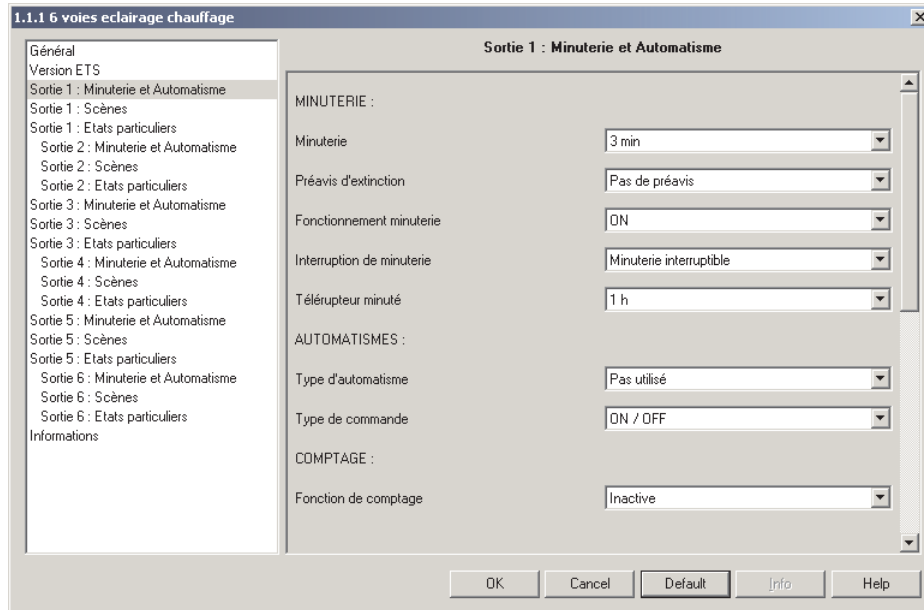 1.1.1 6 voies eclairage chauffage
Général
Version ETS
Sortie 1 : Minuterie et Automatisme
Sortie 1 : Scènes
Sortie 1 : Etats particuliers
Sortie 2 : Minuterie et Automatisme
Sortie 2 : Scènes
Sortie 2 : Etats particuliers
Sortie 3 : Minuterie et Automatisme
Sortie 3 : Scènes
Sortie 3 : Etats particuliers
Sortie 4 : Minuterie et Automatisme
Sortie 4 : Scènes
Sortie 4 : Etats particuliers
Sortie 5 : Minuterie et Automatisme
Sortie 5 : Scènes
Sortie 5 : Etats particuliers
Sortie 6 : Minuterie et Automatisme
Sortie 6 : Scènes
Sortie 6 : Etats particuliers
Informations
Sortie 1 : Minuterie et Automatisme
MINUTERIE :
Minuterie 3 min
Préavis d'extinction Pas de préavis
Fonctionnement minuterie ON
Interruption de minuterie Minuterie interruptible
Télérupteur minuté 1 h
AUTOMATISMES :
Type d'automatisme Pas utilisé
Type de commande ON / OFF
COMPTAGE :
Fonction de comptage Inactive
OK Cancel Default Info Help